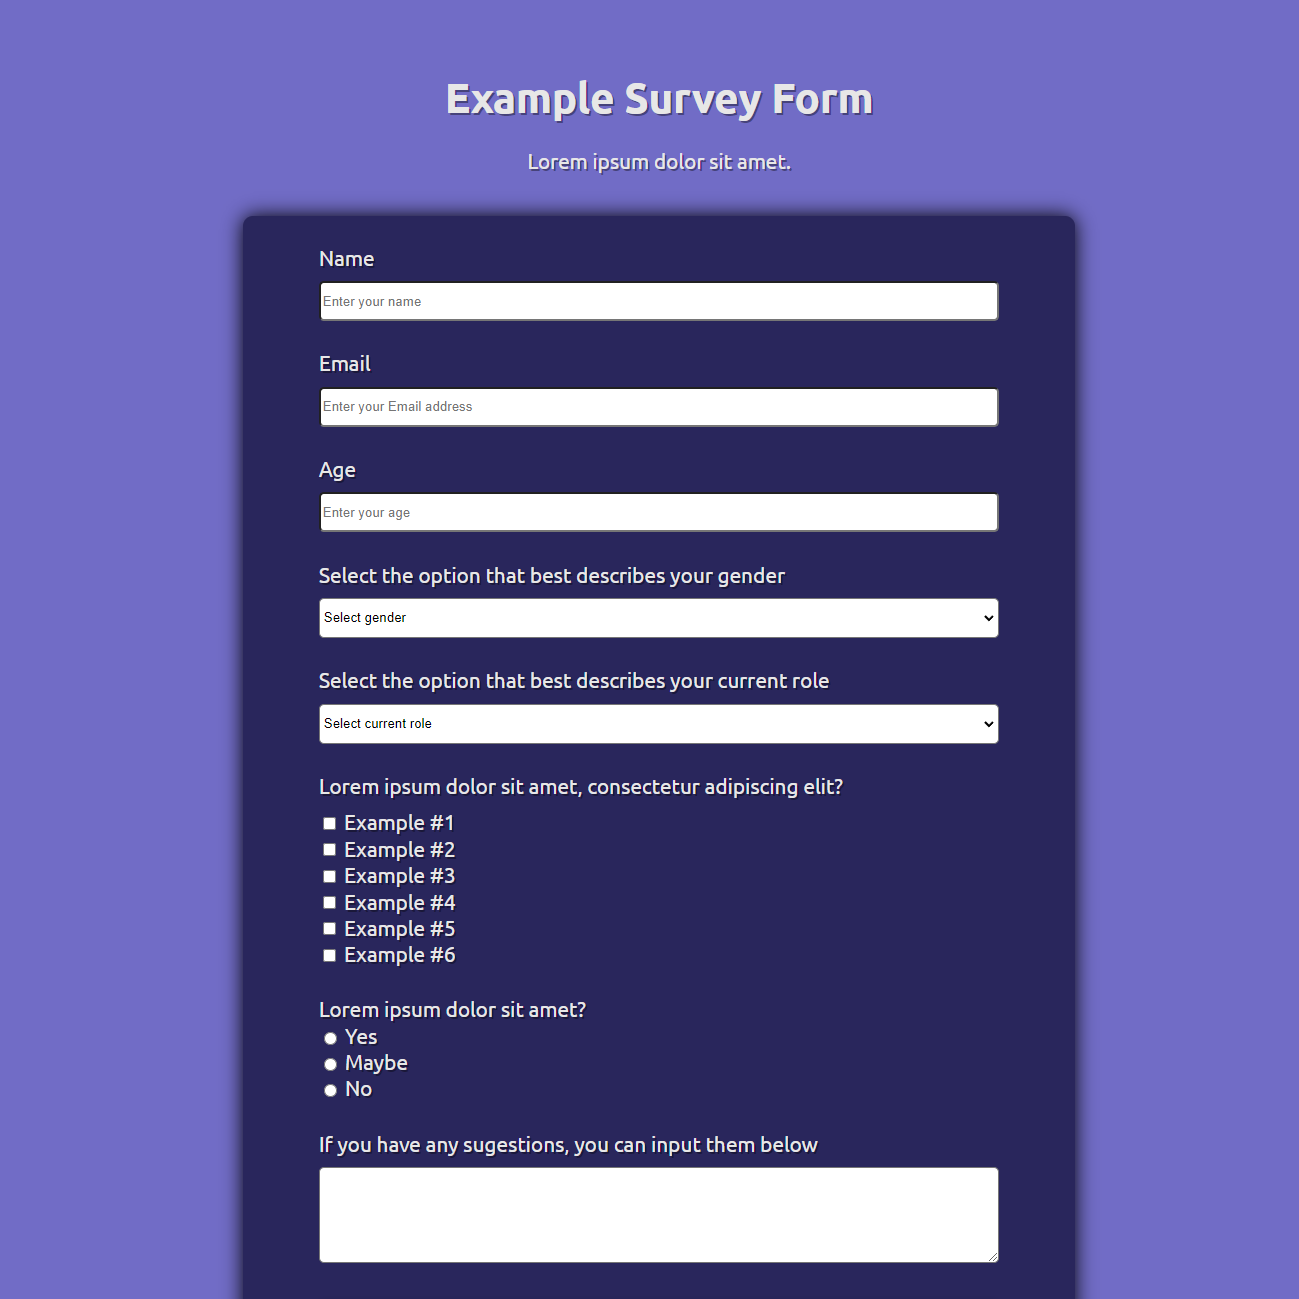 Example Survey Form
Lorem ipsum dolor sit amet.
Name
Enter your name
Email
Enter your Email address
Age
Enter your age
Select the option that best describes your gender
Select gender
Select the option that best describes your current role
Select current role
Lorem ipsum dolor sit amet, consectetur adipiscing elit?
Example #1
Example #2
Example #3
Example #4
Example #5
Example #6
Lorem ipsum dolor sit amet?
Yes
Maybe
No
If you have any sugestions, you can input them below